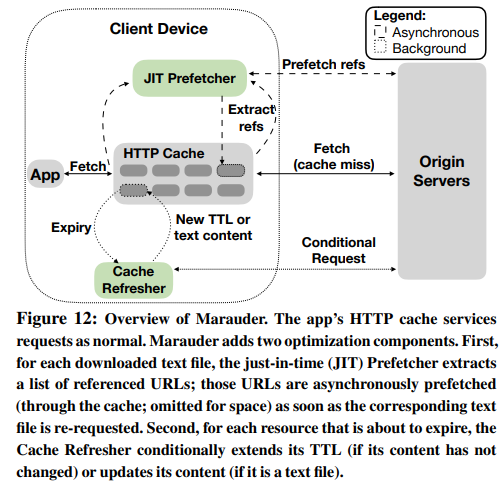 Client Device
Legend:
Asynchronous
Background
JIT Prefetcher
Prefetch refs
Extract
refs
HTTP Cache
App
Fetch
Fetch
(cache miss)
Origin
Servers
Expiry
New TTL or
text content
Conditional
Request
Cache
Refresher
Figure 12: Overview of Marauder. The app's HTTP cache services
requests as normal. Marauder adds two optimization components. First,
for each downloaded text file, the just-in-time (JIT) Prefetcher extracts
a list of referenced URLs; those URLs are asynchronously prefetched
(through the cache; omitted for space) as soon as the corresponding text
file is re-requested. Second, for each resource that is about to expire, the
Cache Refresher conditionally extends its TTL (if its content has not
changed) or updates its content (if it is a text file).